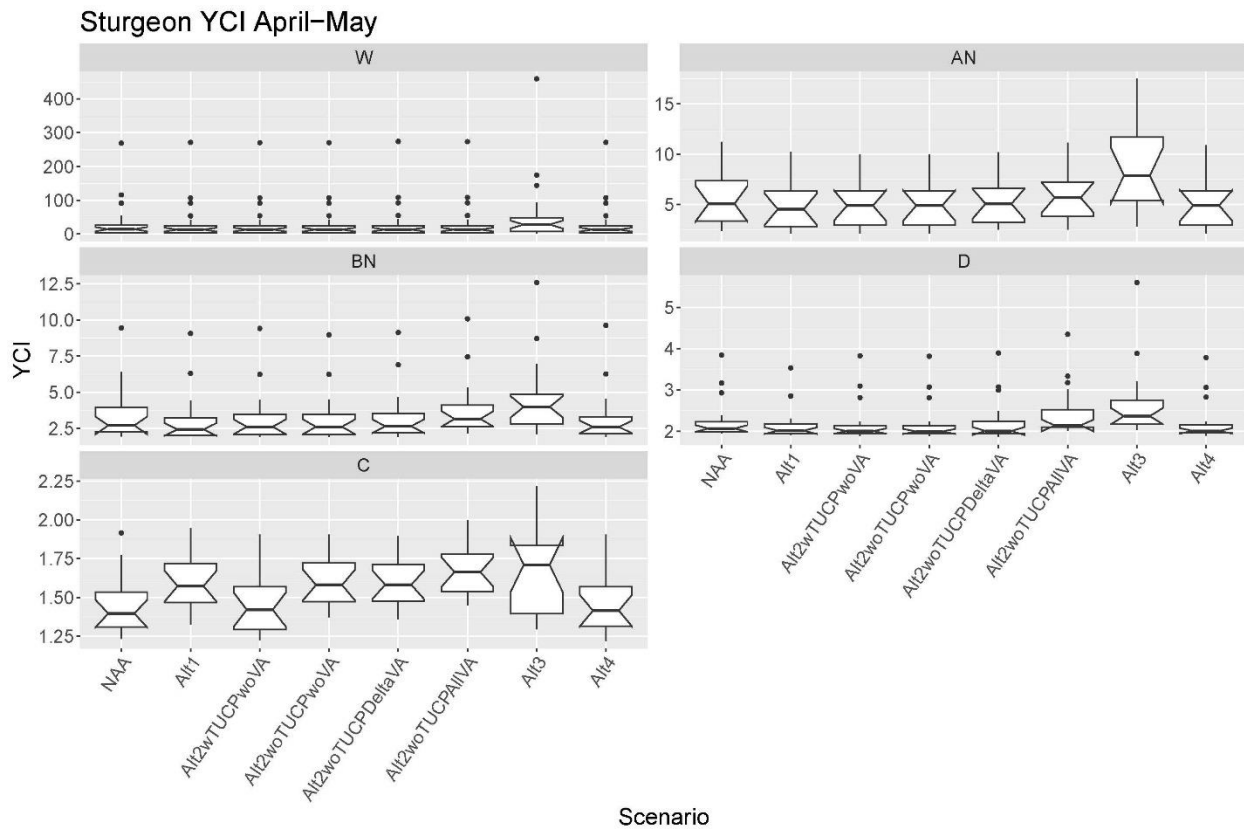 Sturgeon YCI April−May
W
AN
400
300
200
100
0
15
10
5
BN
D
12.5
10.0
7.5
5.0
2.5
5
4
3
2
C
2.25
2.00
1.75
1.50
1.25
YCI
NAA
Alt1
Alt2wTUCPwoVA
Alt2woTUCPwoVA
Alt2woTUCPDeltaVA
Alt2woTUCPAllVA
Alt3
Alt4
NAA
Alt1
Alt2wTUCPwoVA
Alt2woTUCPwoVA
Alt2woTUCPDeltaVA
Alt2woTUCPAllVA
Alt3
Alt4
Scenario